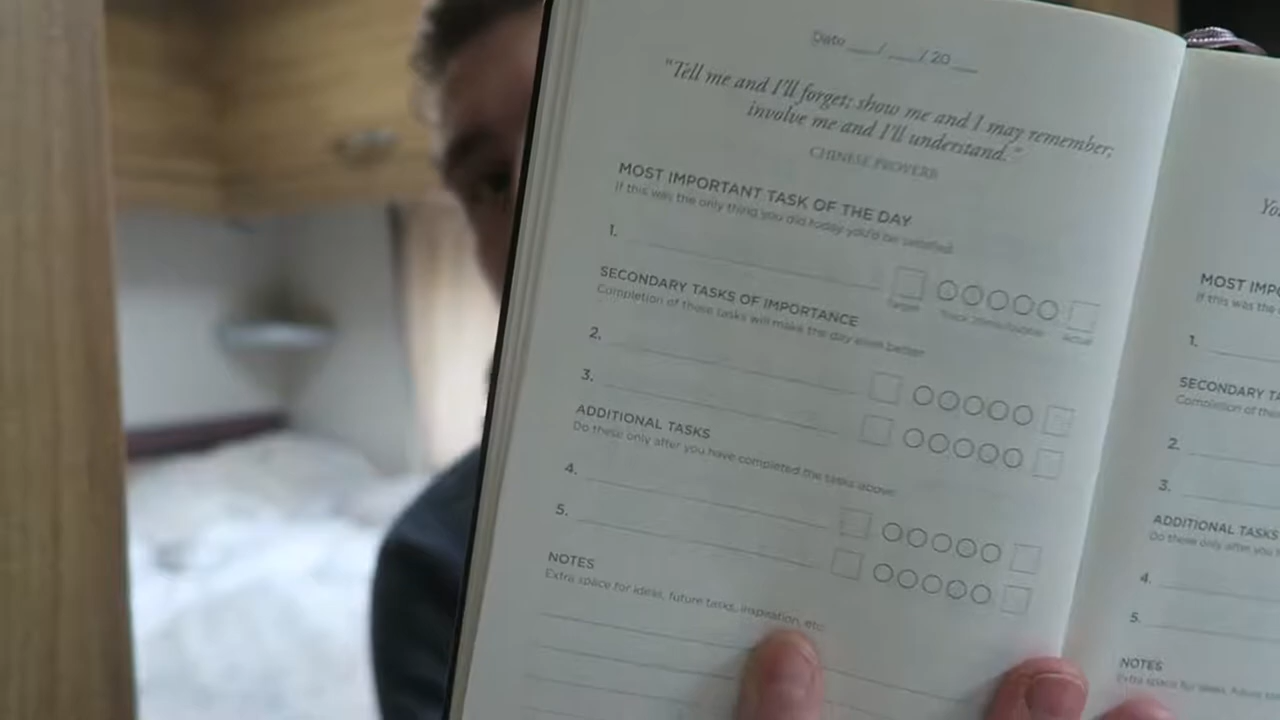 Date ___/___/20___
"Tell me and I'll forget; show me and I may remember;
involve me and I'll understand."
CHINESE PROVERB
MOST IMPORTANT TASK OF THE DAY
If this was the only thing you did today you'd be satisfied.
1.
Target
Actual
SECONDARY TASKS OF IMPORTANCE
Completion of these tasks will make the day even better.
2.
3.
ADDITIONAL TASKS
Do these only after you have completed the tasks above.
4.
5.
NOTES
Extra space for ideas, future tasks, inspiration, etc.
MOST
If this was the
1.
SECONDARY
Completion of
2.
3.
ADDITIONAL TASKS
Do these only after you
4.
5.
NOTES
Extra space for ideas, future